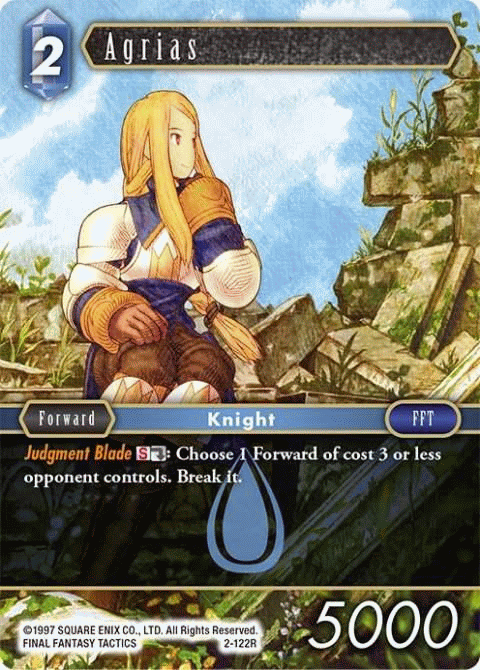 2
Agrias
Forward
Knight
FFT
Judgment Blade S: Choose 1 Forward of cost 3 or less
opponent controls. Break it.
©1997 SQUARE ENIX CO., LTD. All Rights Reserved.
FINAL FANTASY TACTICS
2-122R
5000